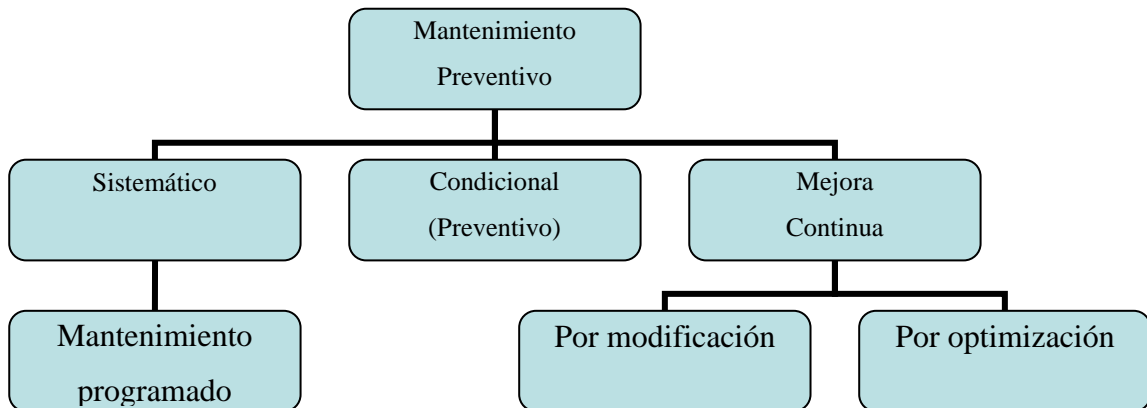 Mantenimiento
Preventivo
Sistemático
Condicional
(Preventivo)
Mejora
Continua
Mantenimiento
programado
Por modificación
Por optimización